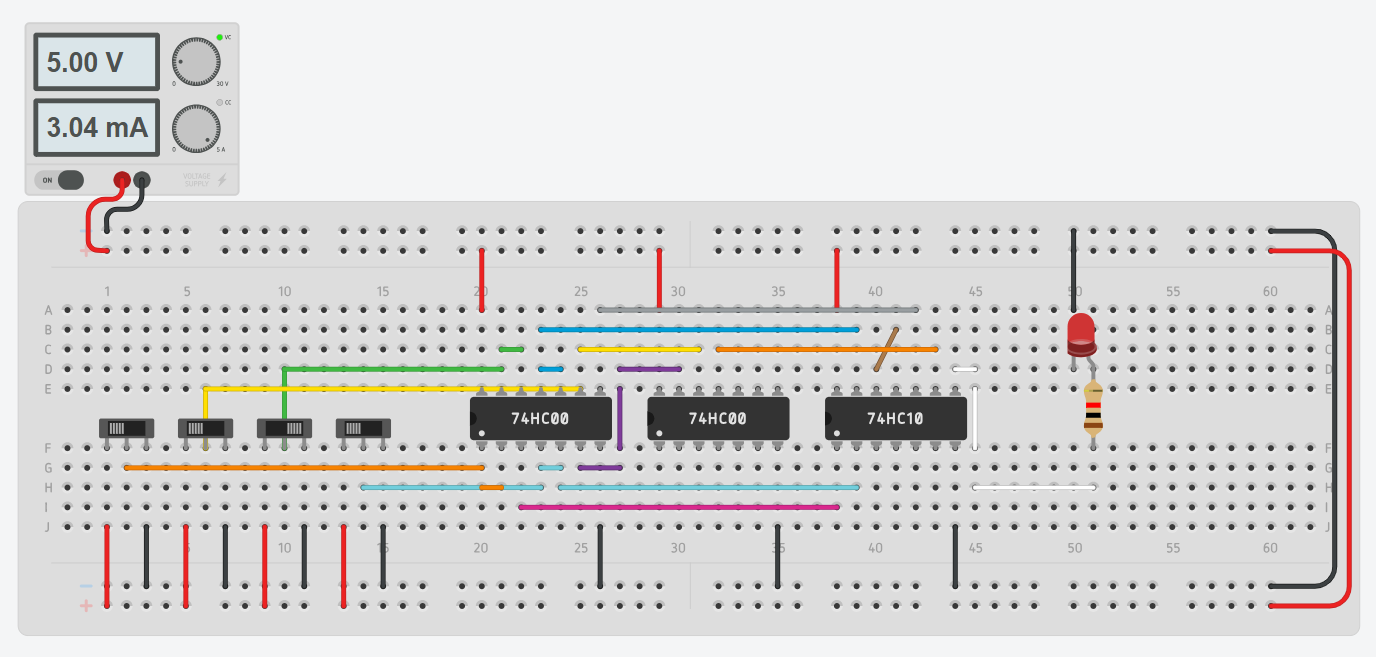 5.00 V
VC
0
30 V
3.04 mA
CC
0
5 A
ON
VOLTAGE
SUPPLY
1 5 10 15 20 25 30 35 40 45 50 55 60
A A
B B
C C
D D
E E
74HC00 74HC00 74HC10
F F
G G
H H
I I
J J
5 10 15 20 25 30 35 40 45 50 55 60